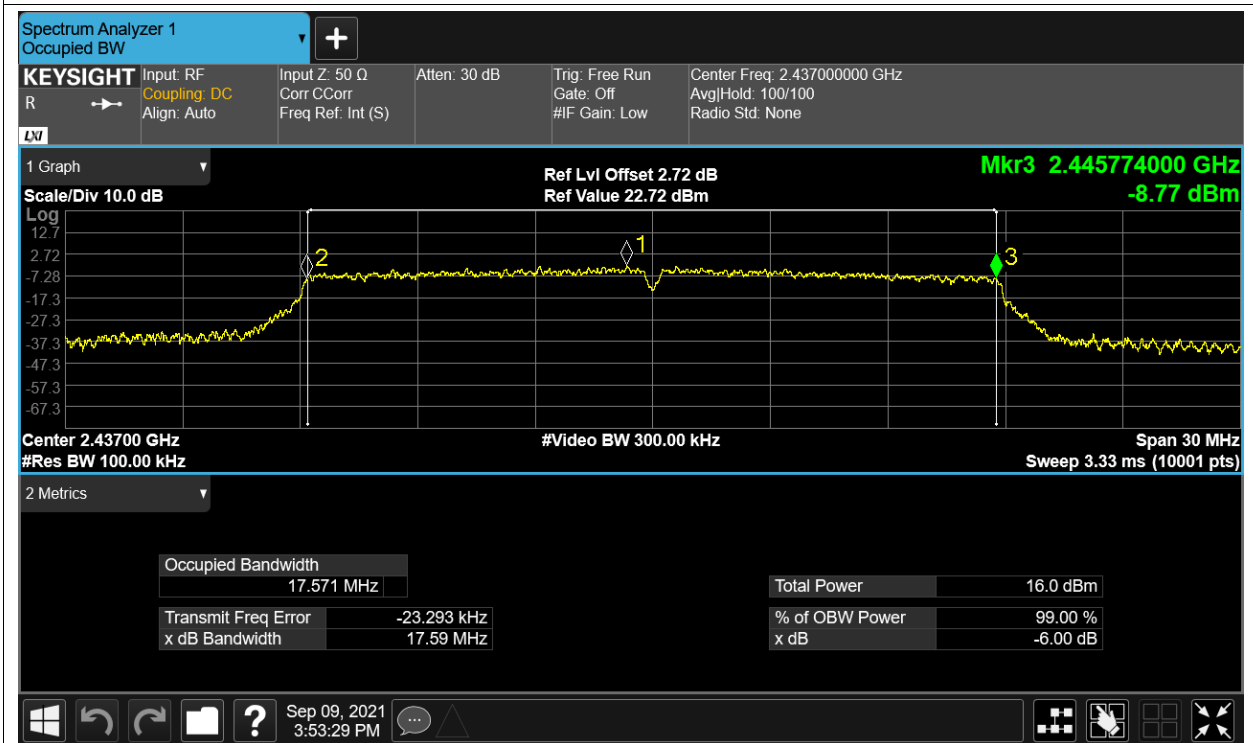 Spectrum Analyzer 1
Occupied BW
KEYSIGHT
R
LXI
Input: RF
Coupling: DC
Align: Auto
Input Z: 50 Ω
Corr CCorr
Freq Ref: Int (S)
Atten: 30 dB
Trig: Free Run
Gate: Off
#IF Gain: Low
Center Freq: 2.437000000 GHz
Avg|Hold: 100/100
Radio Std: None
1 Graph
Scale/Div 10.0 dB
Ref Lvl Offset 2.72 dB
Ref Value 22.72 dBm
Mkr3 2.445774000 GHz
-8.77 dBm
Log
12.7
2.72
-7.28
-17.3
-27.3
-37.3
-47.3
-57.3
-67.3
2
1
3
Center 2.43700 GHz
#Res BW 100.00 kHz
#Video BW 300.00 kHz
Span 30 MHz
Sweep 3.33 ms (10001 pts)
2 Metrics
Occupied Bandwidth
17.571 MHz
Transmit Freq Error -23.293 kHz
x dB Bandwidth 17.59 MHz
Total Power 16.0 dBm
% of OBW Power 99.00 %
x dB -6.00 dB
?
Sep 09, 2021
3:53:29 PM